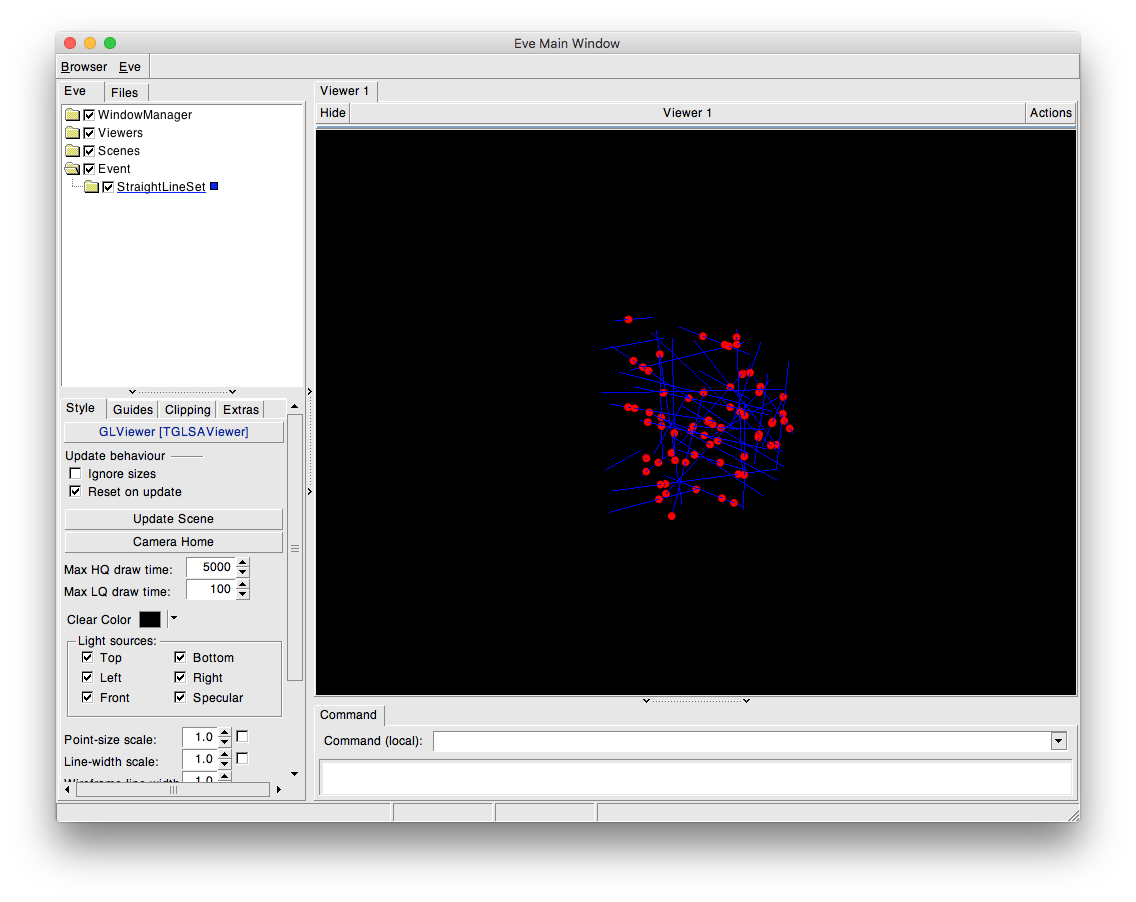 Eve Main Window
Browser Eve
Eve Files
WindowManager
Viewers
Scenes
Event
StraightLineSet
Style Guides Clipping Extras
GLViewer [TGLSAViewer]
Update behaviour
Ignore sizes
Reset on update
Update Scene
Camera Home
Max HQ draw time: 5000
Max LQ draw time: 100
Clear Color
Light sources:
Top Bottom
Left Right
Front Specular
Point-size scale: 1.0
Line-width scale: 1.0
Wireframe line-width 1.0
Viewer 1
Hide Viewer 1 Actions
Command
Command (local):